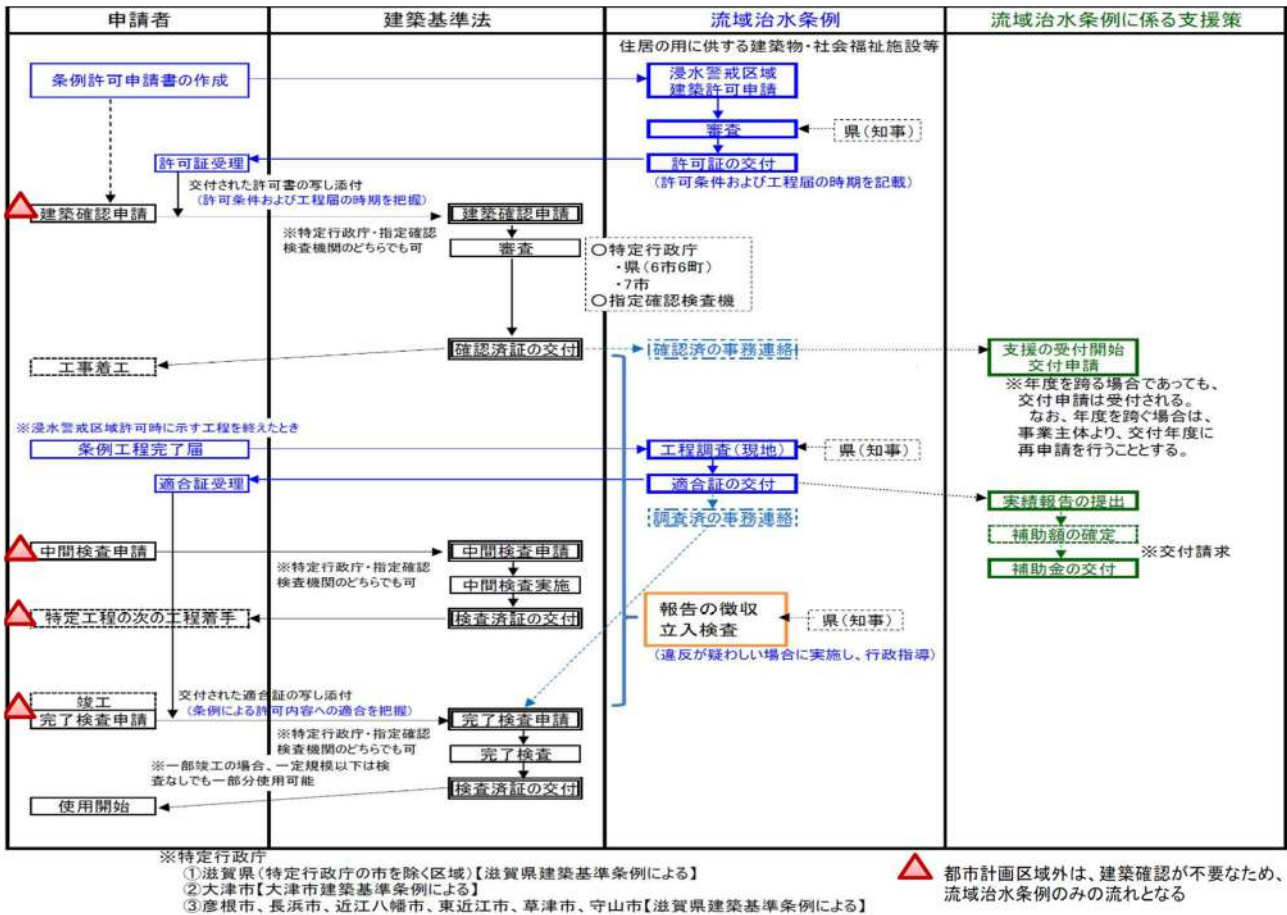 申請者
建築基準法
流域治水条例
流域治水条例に係る支援策
住居の用に供する建築物・社会福祉施設等
条例許可申請書の作成
浸水警戒区域
建築許可申請
審査
県(知事)
許可証受理
許可証の交付
(許可条件および工程届の時期を記載)
交付された許可書の写し添付
(許可条件および工程届の時期を把握)
建築確認申請
建築確認申請
※特定行政庁・指定確認
検査機関のどちらでも可
審査
○特定行政庁
・県(6市6町)
・7市
○指定確認検査機
確認済証の交付
確認済の事務連絡
支援の受付開始
交付申請
工事着工
※年度を跨る場合であっても、
交付申請は受付される。
なお、年度を跨ぐ場合は、
事業主体より、交付年度に
再申請を行うこととする。
※浸水警戒区域許可時に示す工程を終えたとき
条例工程完了届
工程調査(現地)
県(知事)
適合証受理
適合証の交付
実績報告の提出
調査済の事務連絡
補助額の確定
※交付請求
補助金の交付
中間検査申請
中間検査申請
※特定行政庁・指定確認
検査機関のどちらでも可
中間検査実施
特定工程の次の工程着手
検査済証の交付
報告の徴収
立入検査
県(知事)
(違反が疑わしい場合に実施し、行政指導)
竣工
完了検査申請
交付された適合証の写し添付
(条例による許可内容への適合を把握)
完了検査申請
※特定行政庁・指定確認
検査機関のどちらでも可
完了検査
※一部竣工の場合、一定規模以下は検
査なしでも一部分使用可能
検査済証の交付
使用開始
※特定行政庁
①滋賀県(特定行政庁の市を除く区域)【滋賀県建築基準条例による】
②大津市【大津市建築基準条例による】
③彦根市、長浜市、近江八幡市、東近江市、草津市、守山市【滋賀県建築基準条例による】
都市計画区域外は、建築確認が不要なため、
流域治水条例のみの流れとなる